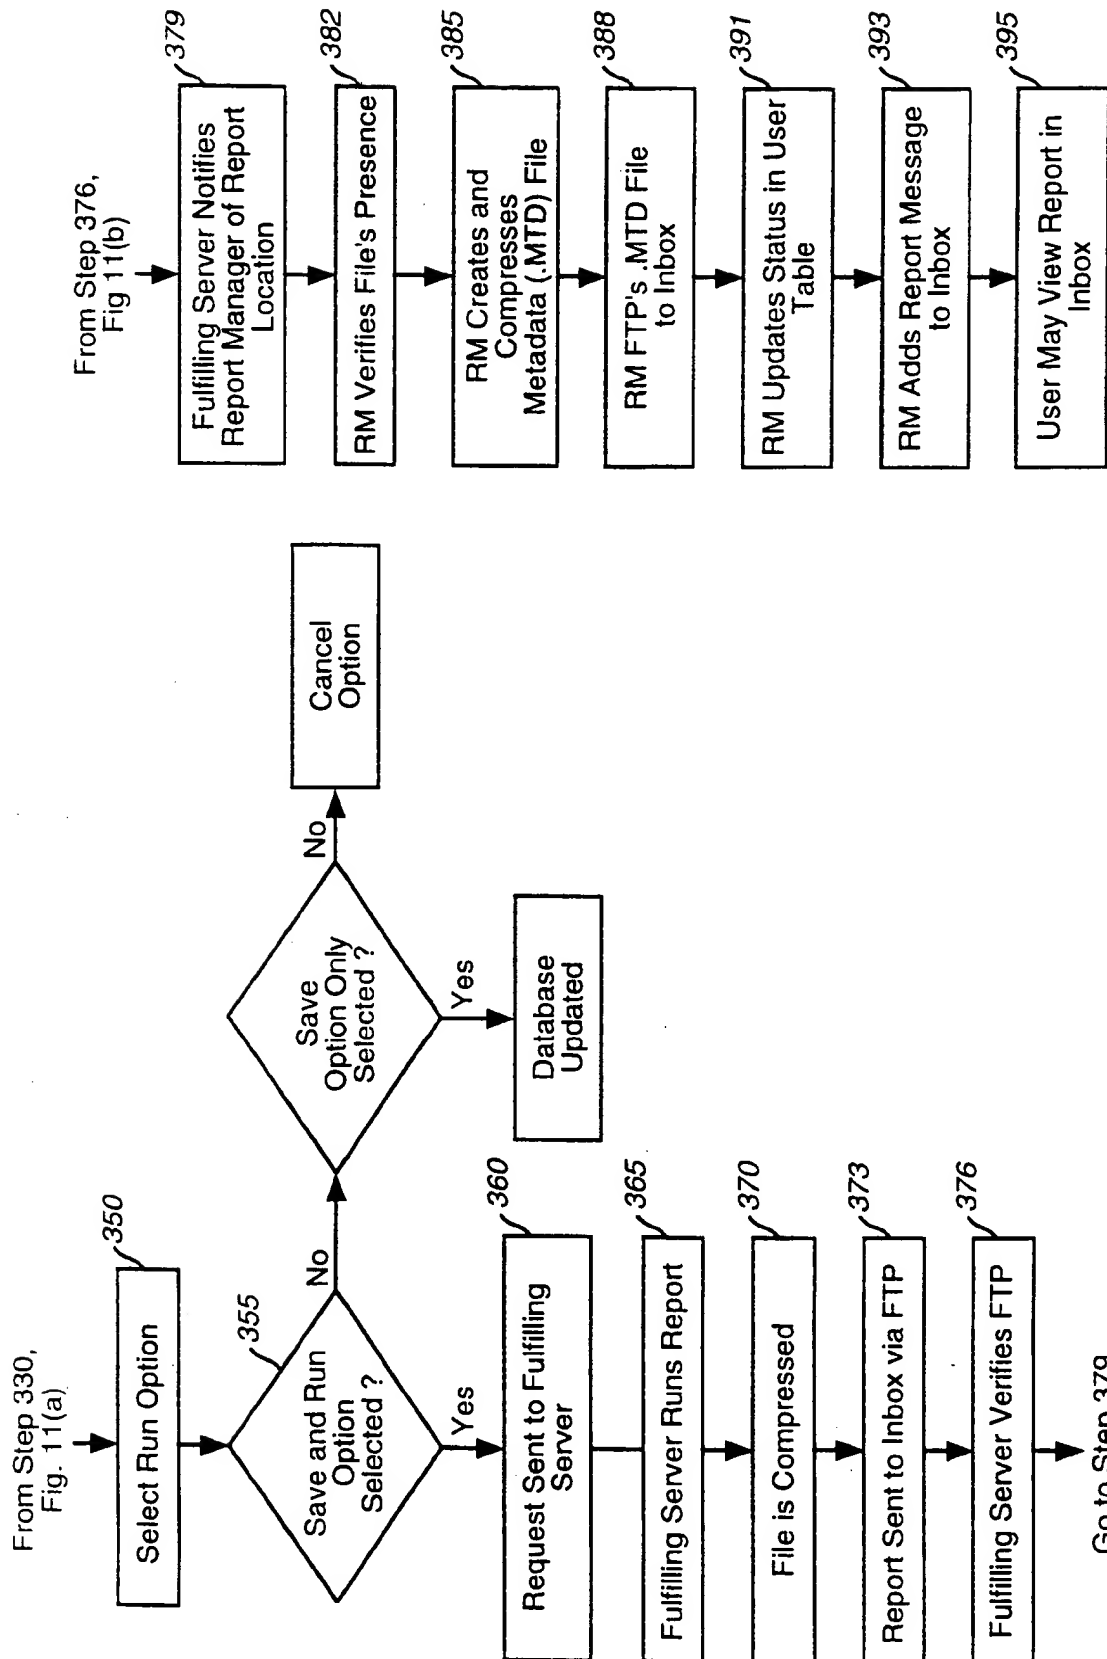 From Step 330,
Fig. 11(a)
350
Select Run Option
355
Save and Run
Option
Selected ?
No
Yes
Save
Option Only
Selected ?
No
Cancel
Option
Yes
Database
Updated
360
Request Sent to Fulfilling
Server
365
Fulfilling Server Runs Report
370
File is Compressed
373
Report Sent to Inbox via FTP
376
Fulfilling Server Verifies FTP
Go to Step 379
From Step 376,
Fig 11(b)
379
Fulfilling Server Notifies
Report Manager of Report
Location
382
RM Verifies File's Presence
385
RM Creates and
Compresses
Metadata (.MTD) File
388
RM FTP's .MTD File
to Inbox
391
RM Updates Status in User
Table
393
RM Adds Report Message
to Inbox
395
User May View Report in
Inbox